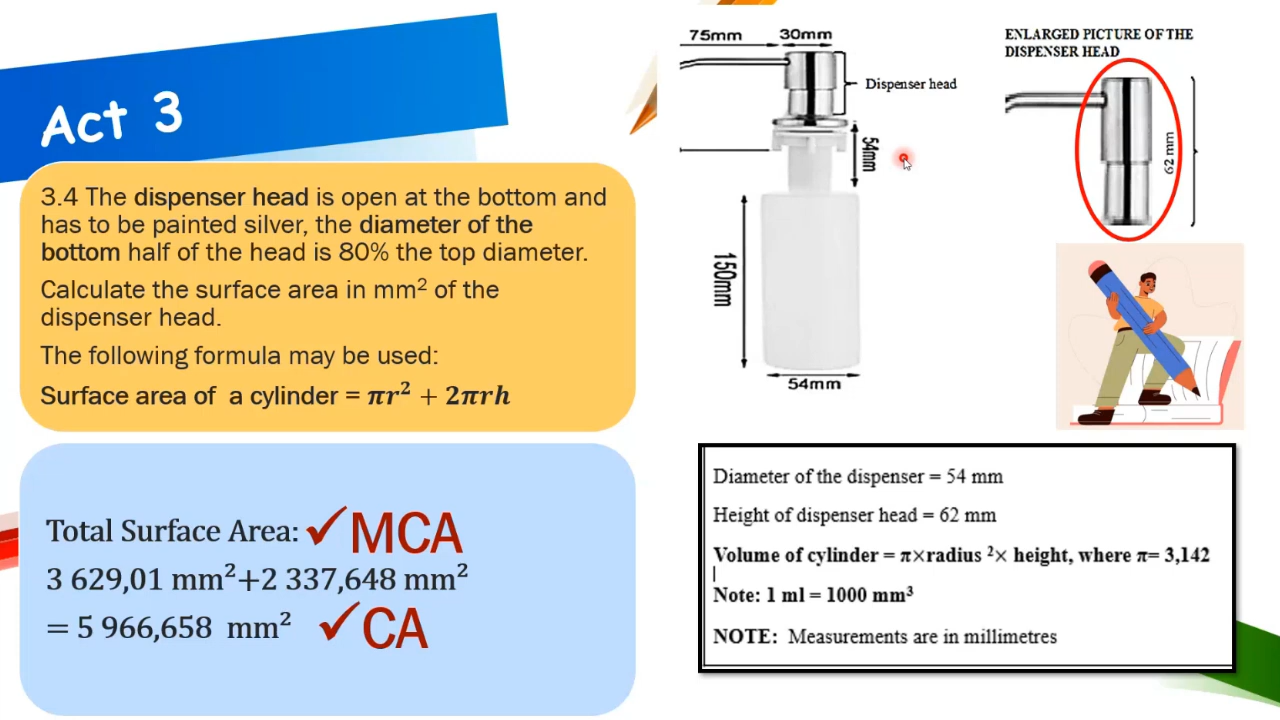 Act 3
3.4 The dispenser head is open at the bottom and
has to be painted silver, the diameter of the
bottom half of the head is 80% the top diameter.
Calculate the surface area in mm² of the
dispenser head.
The following formula may be used:
Surface area of a cylinder = πr² + 2πrh
Total Surface Area: ✓MCA
3 629,01 mm²+2 337,648 mm²
= 5 966,658 mm² ✓CA
75mm
30mm
Dispenser head
54mm
150mm
54mm
ENLARGED PICTURE OF THE
DISPENSER HEAD
62 mm
Diameter of the dispenser = 54 mm
Height of dispenser head = 62 mm
Volume of cylinder = π×radius ²× height, where π= 3,142
Note: 1 ml = 1000 mm³
NOTE: Measurements are in millimetres